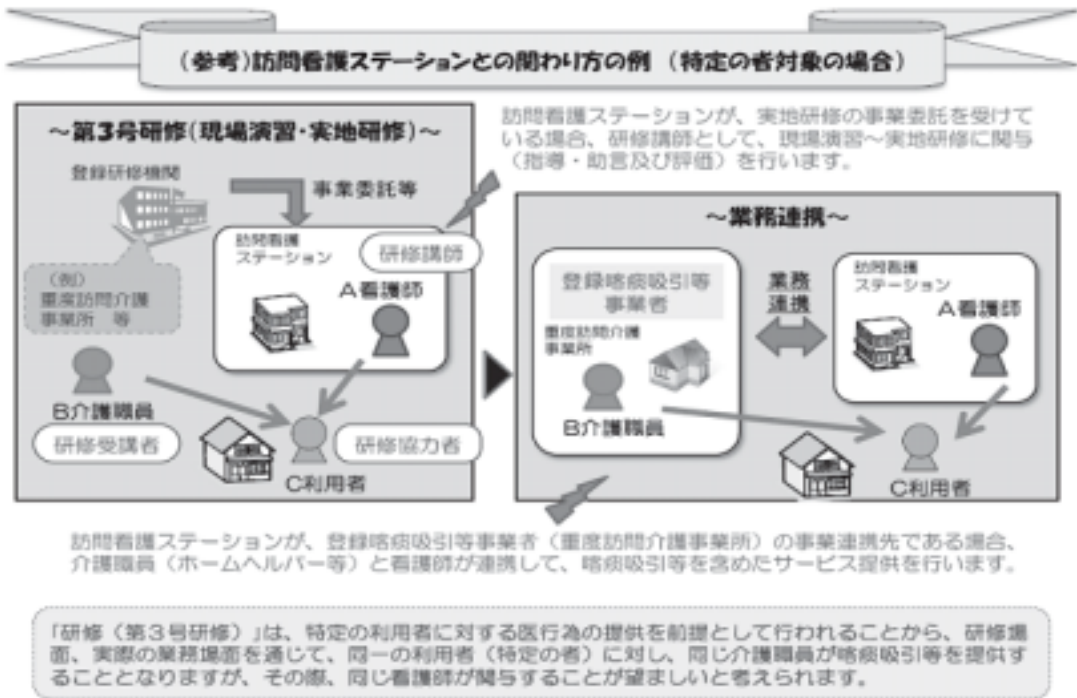 (参考)訪問看護ステーションとの関わり方の例 (特定の者対象の場合)
～第3号研修(現場演習・実地研修)～
登録研修機関
事業委託等
訪問看護
ステーション
研修講師
A看護師
(例)
重度訪問介護
事業所 等
B介護職員
研修受講者
研修協力者
C利用者
訪問看護ステーションが、実地研修の事業委託を受けて
いる場合、研修講師として、現場演習～実地研修に関与
(指導・助言及び評価)を行います。
～業務連携～
登録喀痰吸引等
事業者
重度訪問介護
事業所
B介護職員
業務
連携
訪問看護
ステーション
A看護師
C利用者
訪問看護ステーションが、登録喀痰吸引等事業者(重度訪問介護事業所)の事業連携先である場合、
介護職員(ホームヘルパー等)と看護師が連携して、喀痰吸引等を含めたサービス提供を行います。
「研修(第3号研修)」は、特定の利用者に対する医行為の提供を前提として行われることから、研修場
面、実際の業務場面を通じて、同一の利用者(特定の者)に対し、同じ介護職員が喀痰吸引等を提供す
ることとなりますが、その際、同じ看護師が関与することが望ましいと考えられます。